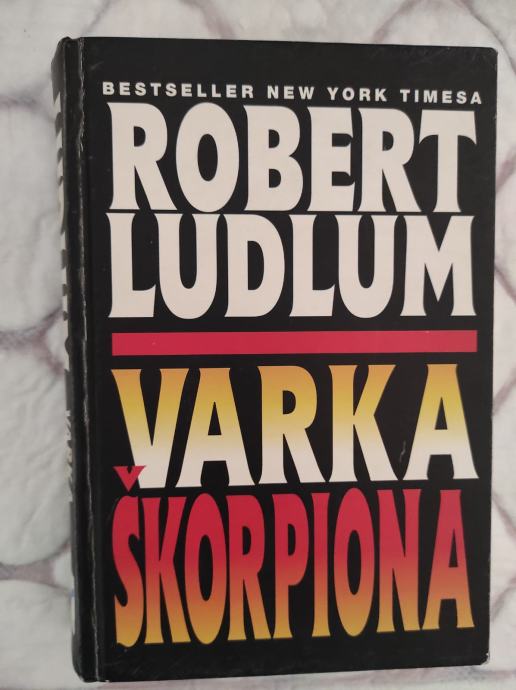 BESTSELLER NEW YORK TIMESA
ROBERT
LUDLUM
VARKA
ŠKORPIONA